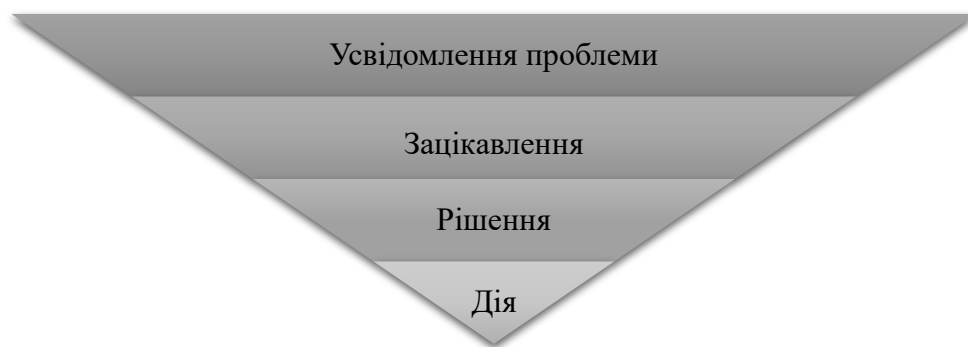 Усвідомлення проблеми
Зацікавлення
Рішення
Дія